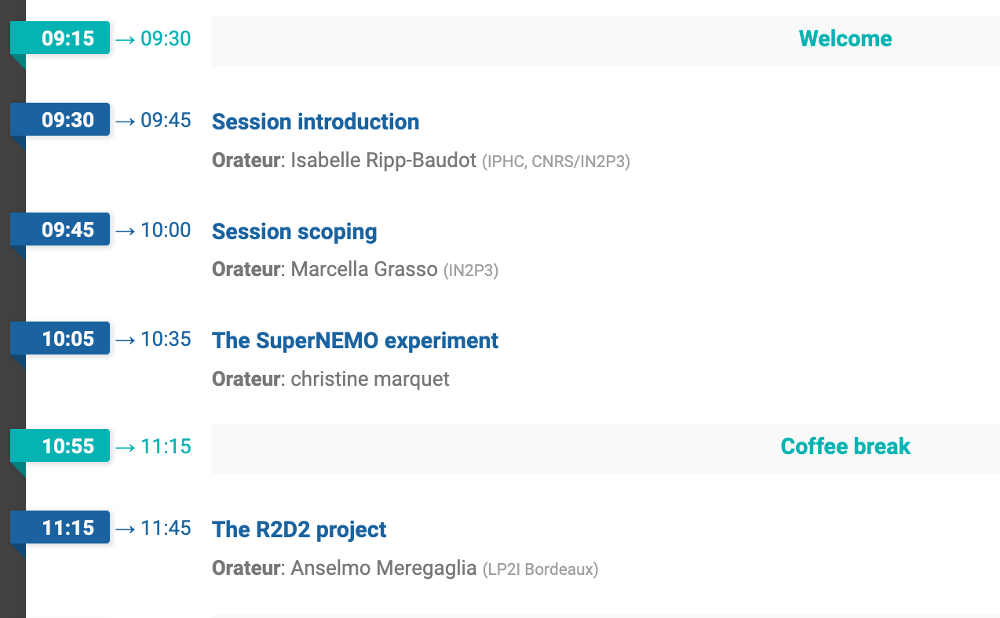 09:15 → 09:30 Welcome
09:30 → 09:45 Session introduction
Orateur: Isabelle Ripp-Baudot (IPHC, CNRS/IN2P3)
09:45 → 10:00 Session scoping
Orateur: Marcella Grasso (IN2P3)
10:05 → 10:35 The SuperNEMO experiment
Orateur: christine marquet
10:55 → 11:15 Coffee break
11:15 → 11:45 The R2D2 project
Orateur: Anselmo Meregaglia (LP2I Bordeaux)